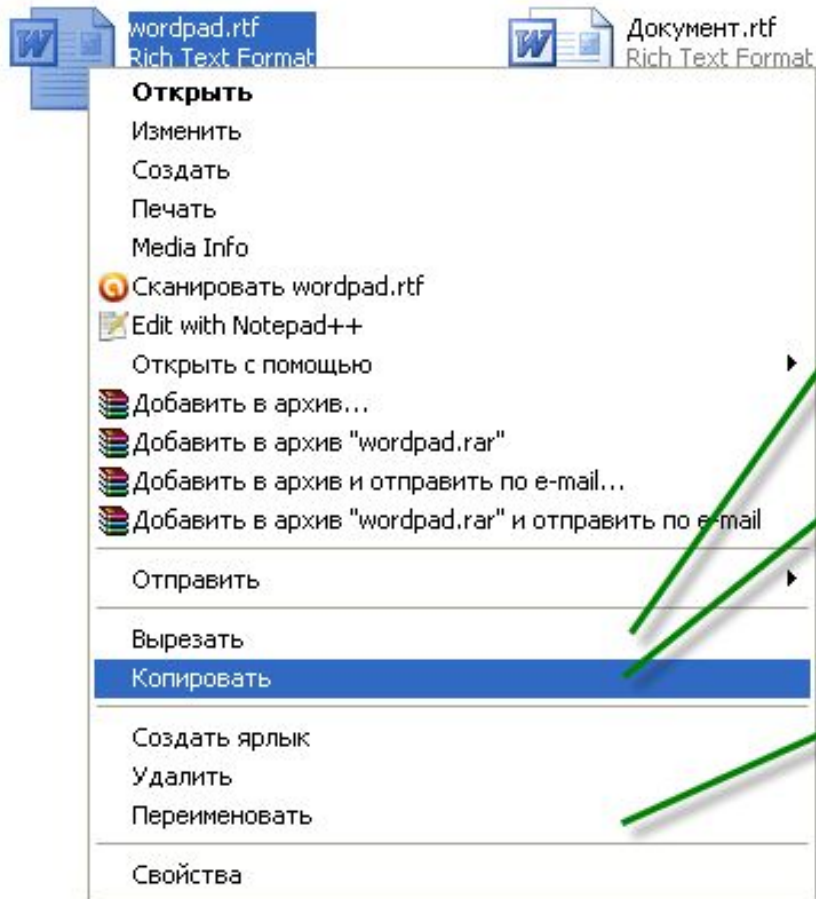 wordpad.rtf
Rich Text Format
Документ.rtf
Rich Text Format
Открыть
Изменить
Создать
Печать
Media Info
Сканировать wordpad.rtf
Edit with Notepad++
Открыть с помощью
Добавить в архив...
Добавить в архив "wordpad.rar"
Добавить в архив и отправить по e-mail...
Добавить в архив "wordpad.rar" и отправить по e-mail
Отправить
Вырезать
Копировать
Создать ярлык
Удалить
Переименовать
Свойства